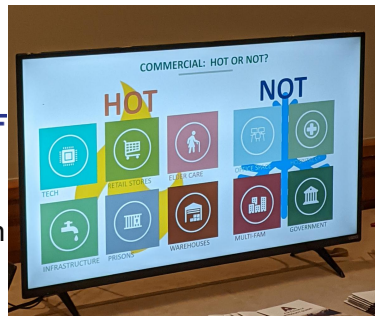 F
COMMERCIAL: HOT OR NOT?
HOT
NOT
TECH
RETAIL STORES
ELDER CARE
INFRASTRUCTURE
PRISONS
WAREHOUSES
MULTI-FAM
GOVERNMENT